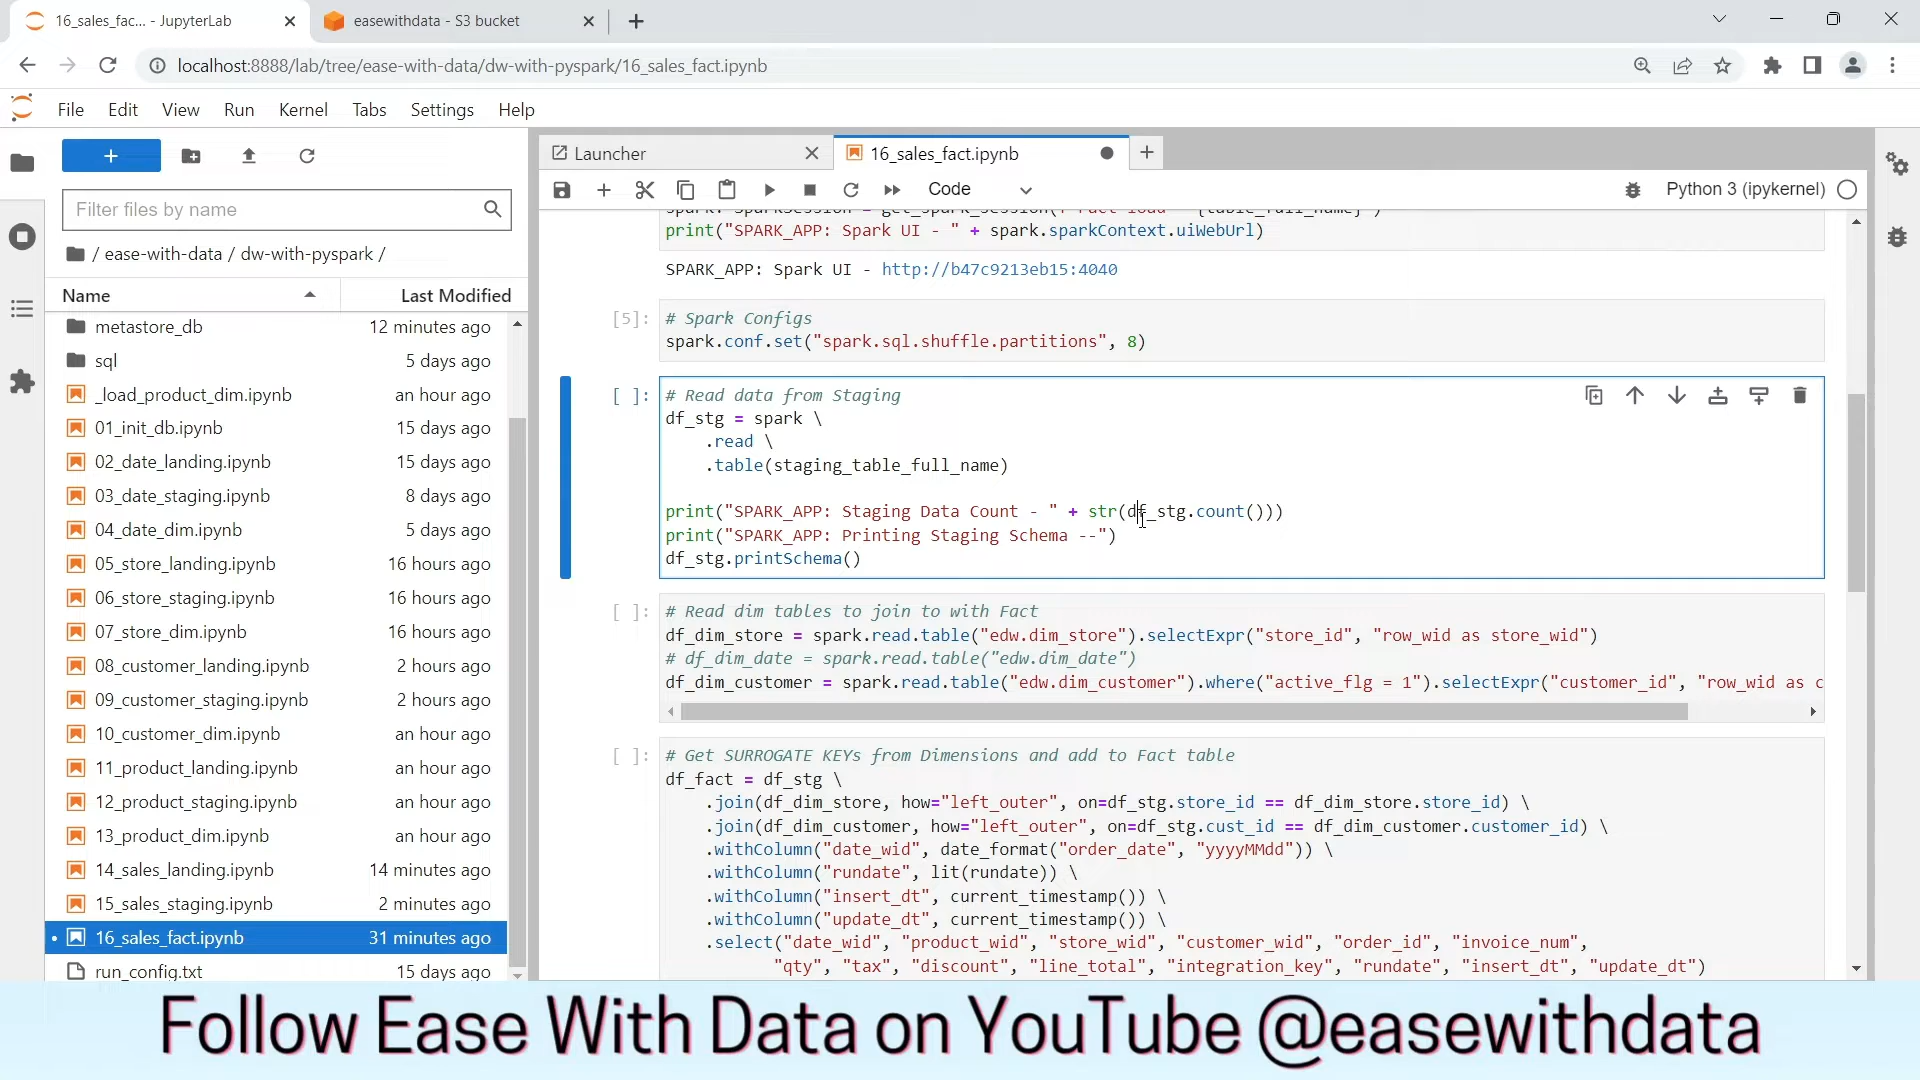 16_sales_fac... - JupyterLab
easewithdata - S3 bucket
localhost:8888/lab/tree/ease-with-data/dw-with-pyspark/16_sales_fact.ipynb
File Edit View Run Kernel Tabs Settings Help
Launcher
16_sales_fact.ipynb
Code
Python 3 (ipykernel)
Filter files by name
/ ease-with-data / dw-with-pyspark /
Name Last Modified
metastore_db 12 minutes ago
sql 5 days ago
_load_product_dim.ipynb an hour ago
01_init_db.ipynb 15 days ago
02_date_landing.ipynb 15 days ago
03_date_staging.ipynb 8 days ago
04_date_dim.ipynb 15 days ago
05_store_landing.ipynb 16 hours ago
06_store_staging.ipynb 16 hours ago
07_store_dim.ipynb 16 hours ago
08_customer_landing.ipynb 2 hours ago
09_customer_staging.ipynb 2 hours ago
10_customer_dim.ipynb an hour ago
11_product_landing.ipynb an hour ago
12_product_staging.ipynb an hour ago
13_product_dim.ipynb an hour ago
14_sales_landing.ipynb 14 minutes ago
15_sales_staging.ipynb 2 minutes ago
16_sales_fact.ipynb 31 minutes ago
run_config.txt 15 days ago
print("SPARK_APP: Spark UI - " + spark.sparkContext.uiWebUrl)
SPARK_APP: Spark UI - http://b47c9213eb15:4040
[5]: # Spark Configs
spark.conf.set("spark.sql.shuffle.partitions", 8)
[ ]: # Read data from Staging
df_stg = spark \
.read \
.table(staging_table_full_name)
print("SPARK_APP: Staging Data Count - " + str(df_stg.count()))
print("SPARK_APP: Printing Staging Schema --")
df_stg.printSchema()
[ ]: # Read dim tables to join to with Fact
df_dim_store = spark.read.table("edw.dim_store").selectExpr("store_id", "row_wid as store_wid")
# df_dim_date = spark.read.table("edw.dim_date")
df_dim_customer = spark.read.table("edw.dim_customer").where("active_flg = 1").selectExpr("customer_id", "row_wid as c
[ ]: # Get SURROGATE KEYs from Dimensions and add to Fact table
df_fact = df_stg \
.join(df_dim_store, how="left_outer", on=df_stg.store_id == df_dim_store.store_id) \
.join(df_dim_customer, how="left_outer", on=df_stg.cust_id == df_dim_customer.customer_id) \
.withColumn("date_wid", date_format("order_date", "yyyyMMdd")) \
.withColumn("rundate", lit(rundate)) \
.withColumn("insert_dt", current_timestamp()) \
.withColumn("update_dt", current_timestamp()) \
.select("date_wid", "product_wid", "store_wid", "customer_wid", "order_id", "invoice_num",
"qty", "tax", "discount", "line_total", "integration_key", "rundate", "insert_dt", "update_dt")
Follow Ease With Data on YouTube @easewithdata